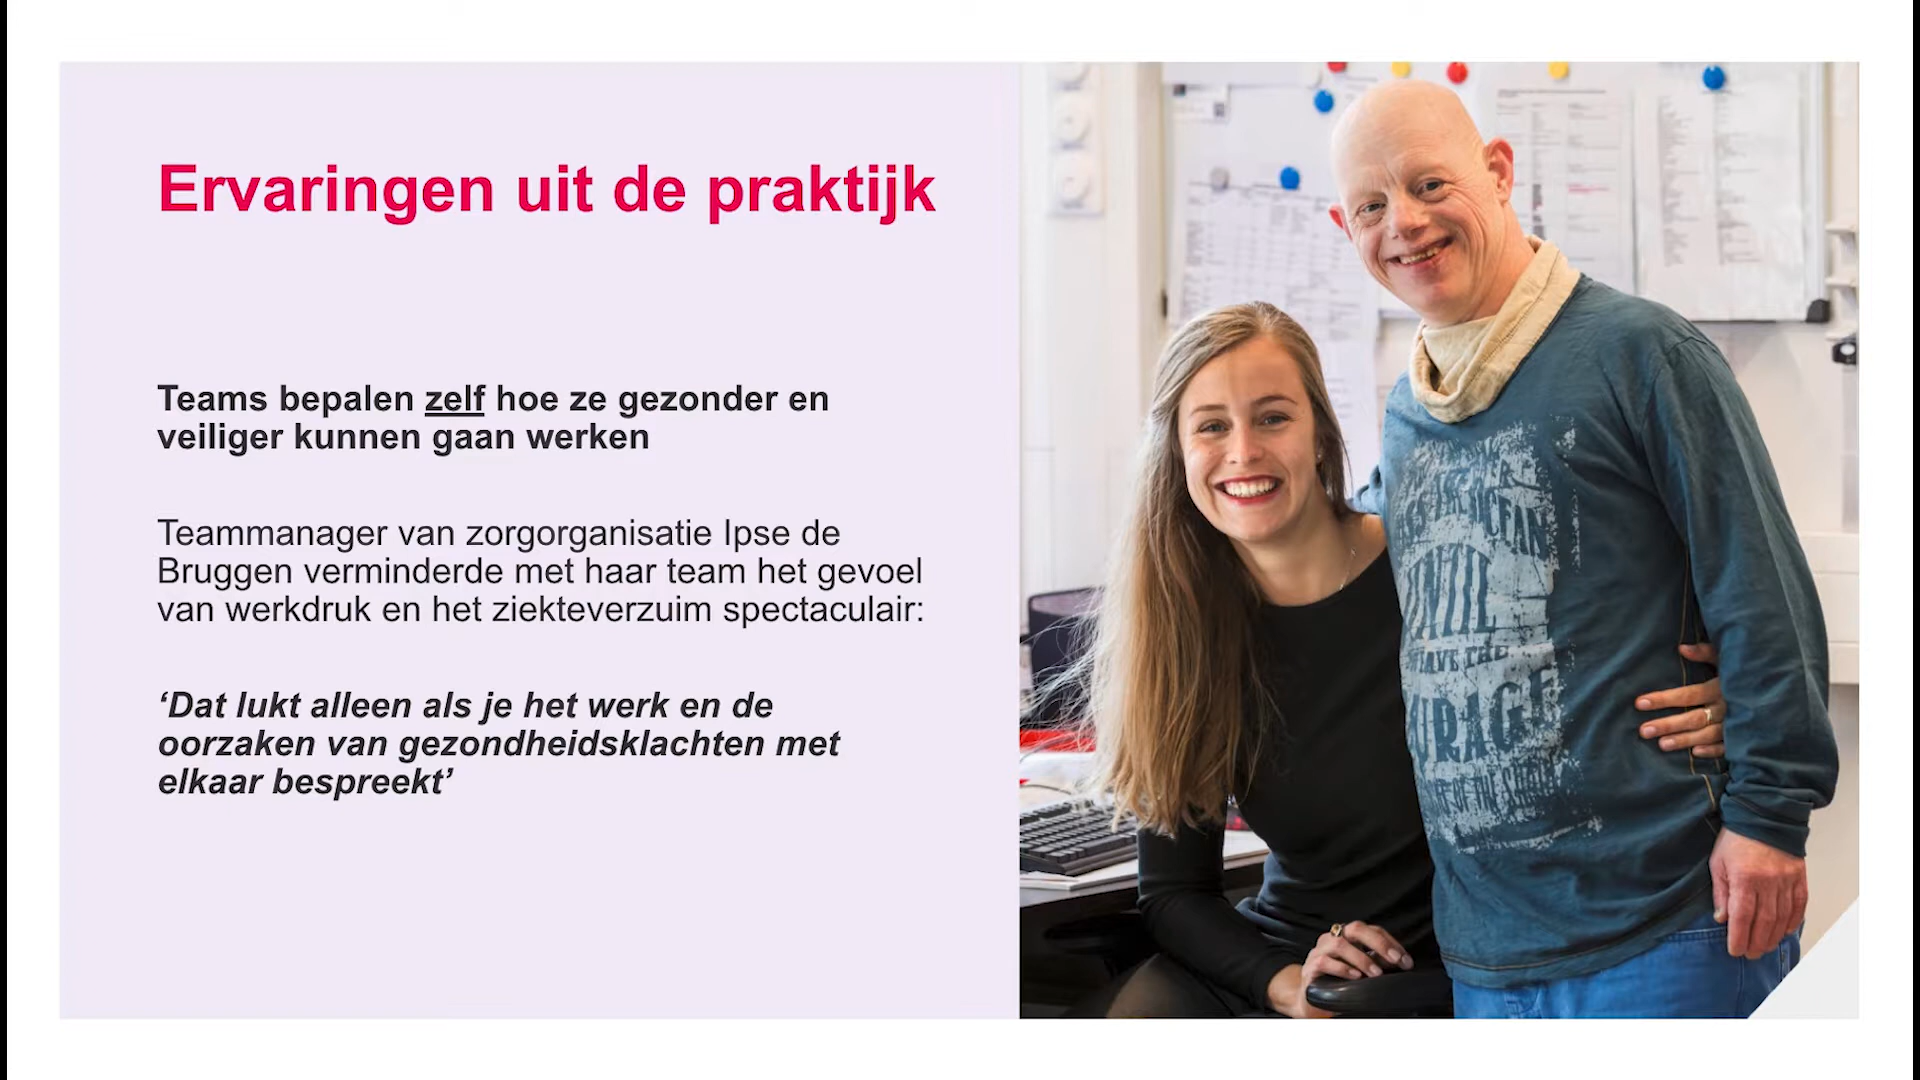 Ervaringen uit de praktijk
Teams bepalen zelf hoe ze gezonder en
veiliger kunnen gaan werken
Teammanager van zorgorganisatie Ipse de
Bruggen verminderde met haar team het gevoel
van werkdruk en het ziekteverzuim spectaculair:
‘Dat lukt alleen als je het werk en de
oorzaken van gezondheidsklachten met
elkaar bespreekt’